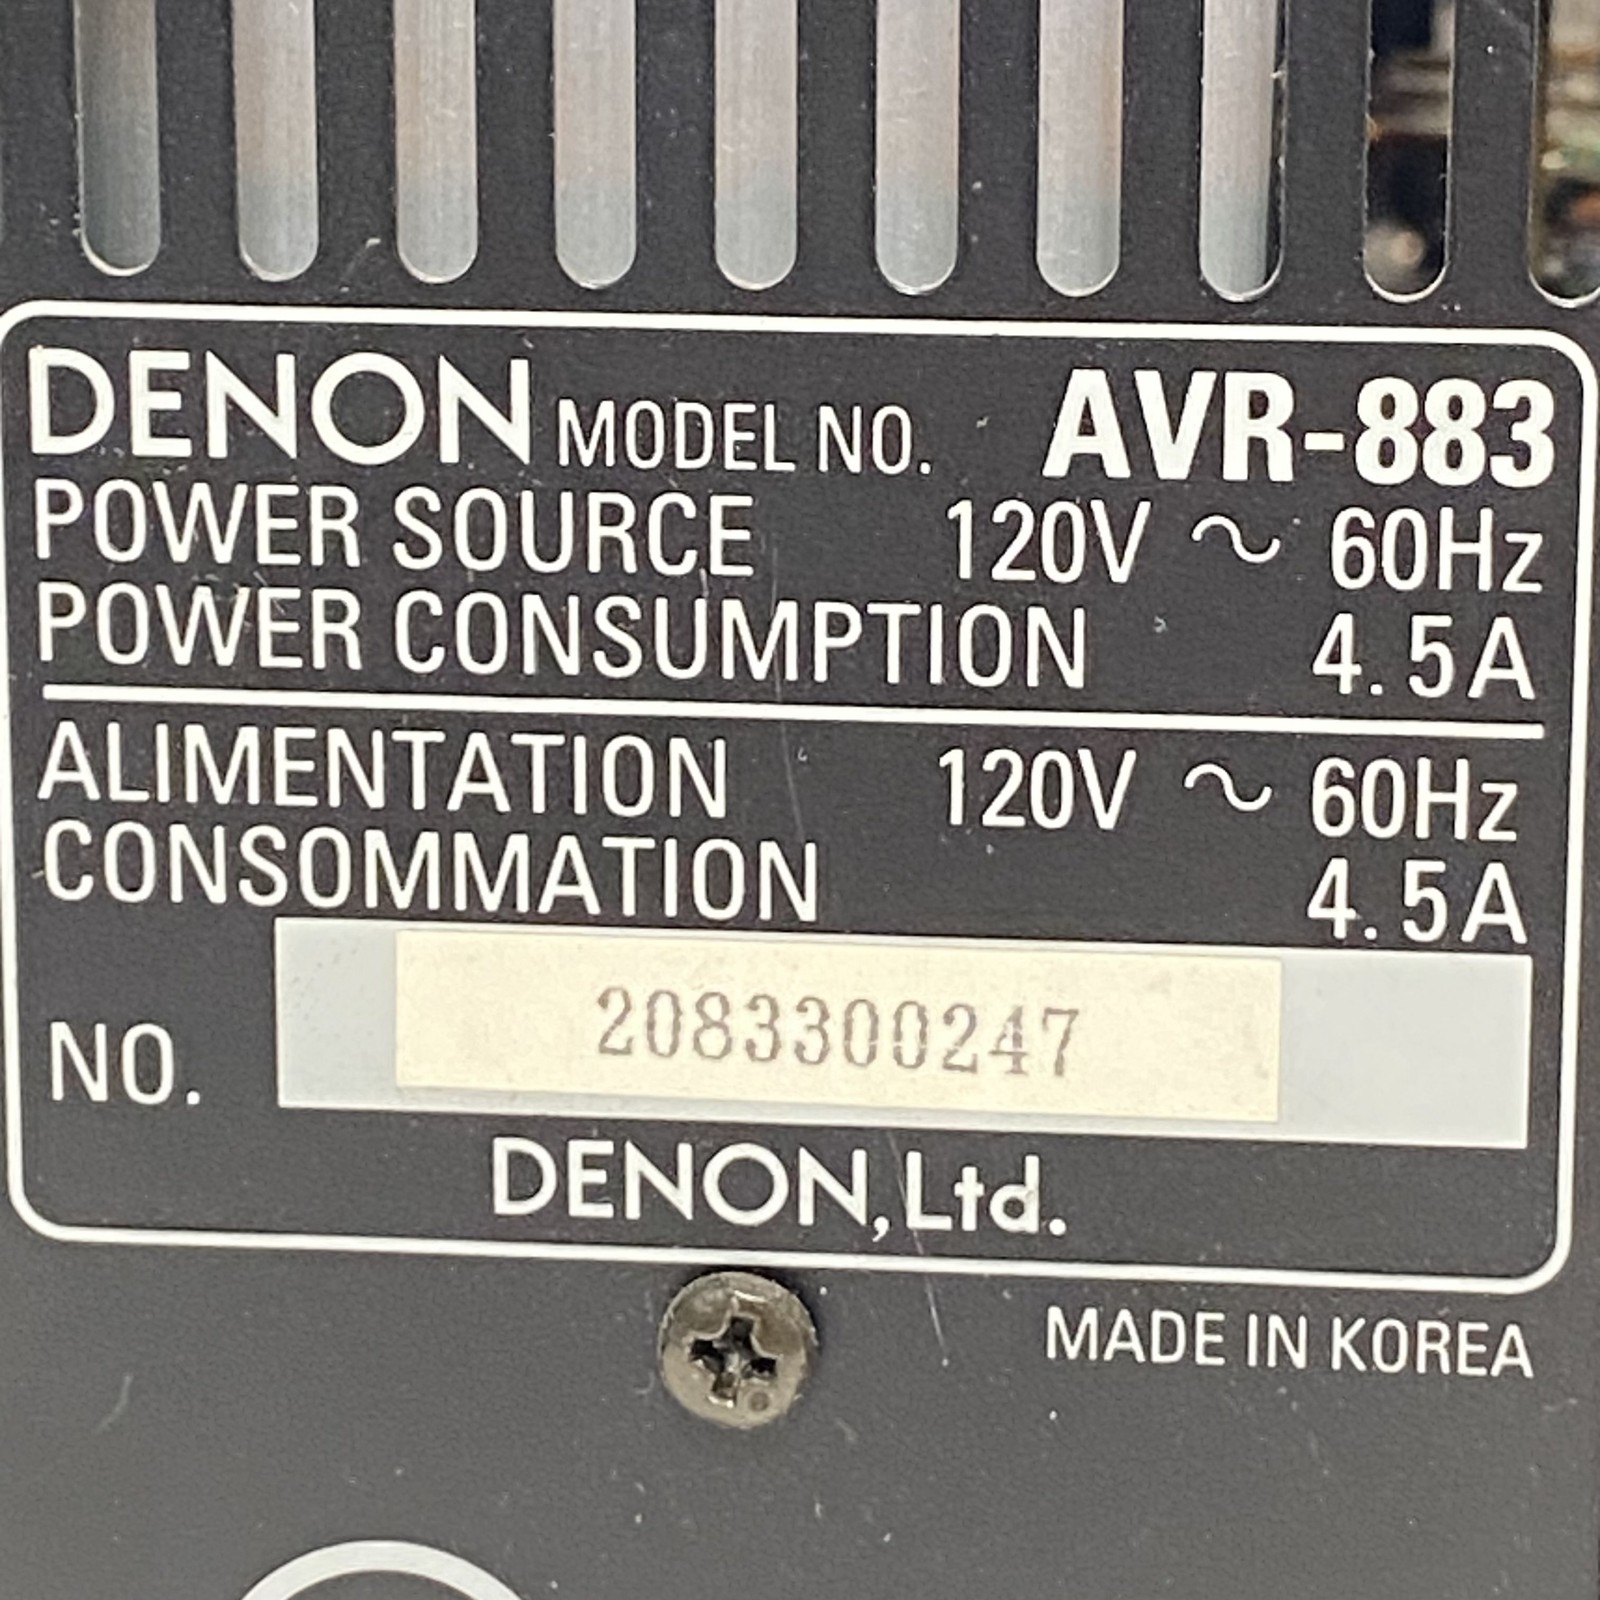 DENON MODEL NO. AVR-883
POWER SOURCE 120V ~ 60Hz
POWER CONSUMPTION 4.5A
ALIMENTATION 120V ~ 60Hz
CONSOMMATION 4.5A
NO. 2083300247
DENON, Ltd.
MADE IN KOREA